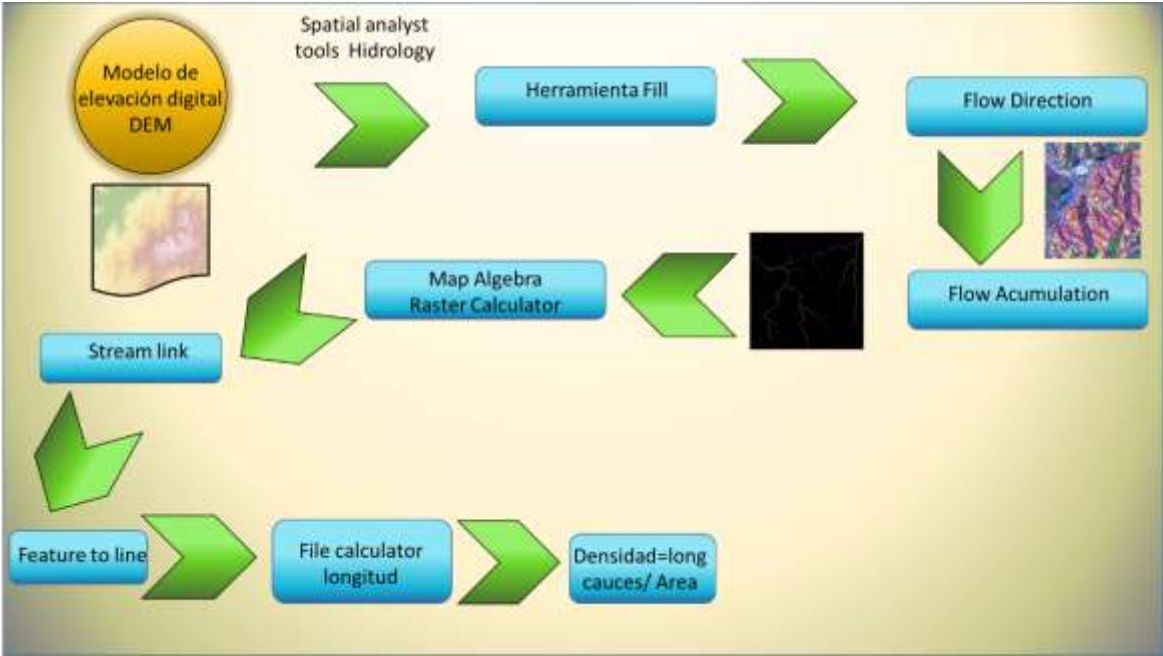 Modelo de
elevación digital
DEM
Spatial analyst
tools Hidrology
Herramienta Fill
Flow Direction
Flow Acumulation
Map Algebra
Raster Calculator
Stream link
Feature to line
File calculator
longitud
Densidad=long
cauces/ Area